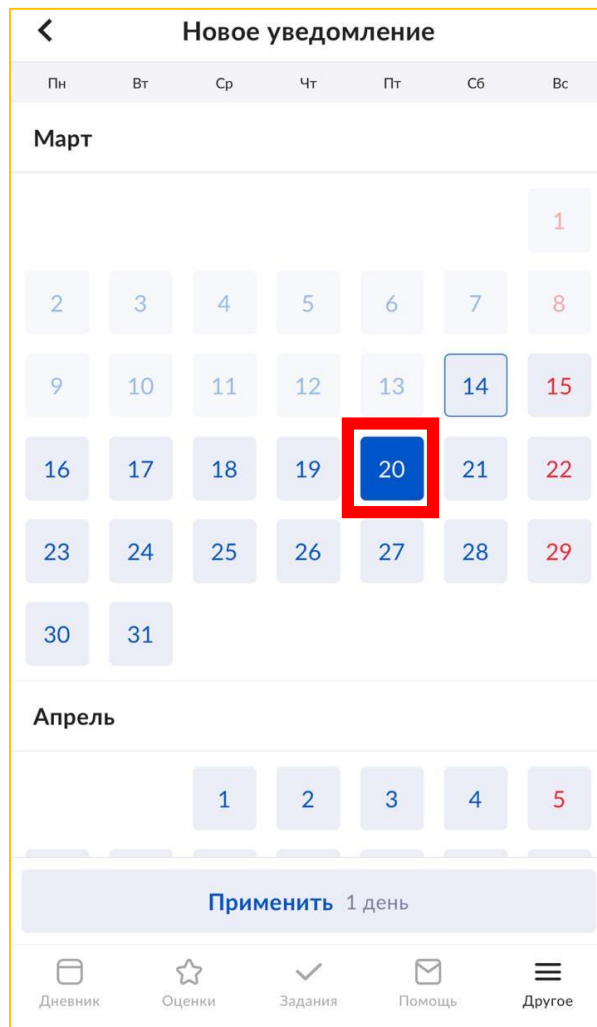 Новое уведомление
Пн Вт Ср Чт Пт Сб Вс
Март
1
2 3 4 5 6 7 8
9 10 11 12 13 14 15
16 17 18 19 20 21 22
23 24 25 26 27 28 29
30 31
Апрель
1 2 3 4 5
Применить 1 день
Дневник Оценки Задания Помощь Другое